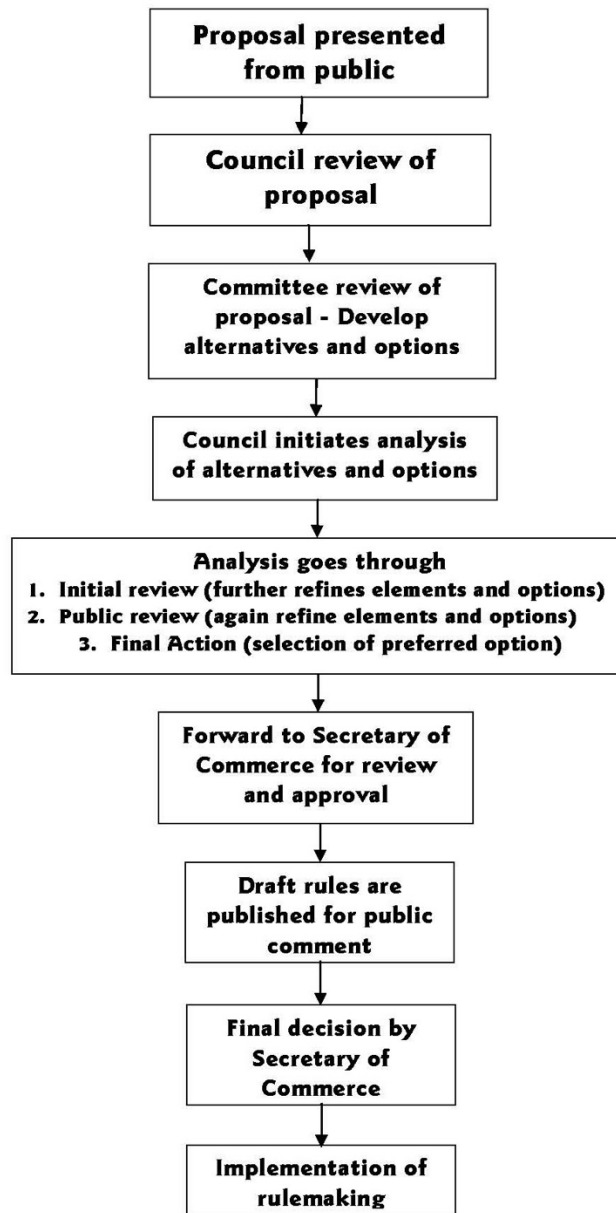 Proposal presented
from public
Council review of
proposal
Committee review of
proposal - Develop
alternatives and options
Council initiates analysis
of alternatives and options
Analysis goes through
1. Initial review (further refines elements and options)
2. Public review (again refine elements and options)
3. Final Action (selection of preferred option)
Forward to Secretary of
Commerce for review
and approval
Draft rules are
published for public
comment
Final decision by
Secretary of
Commerce
Implementation of
rulemaking